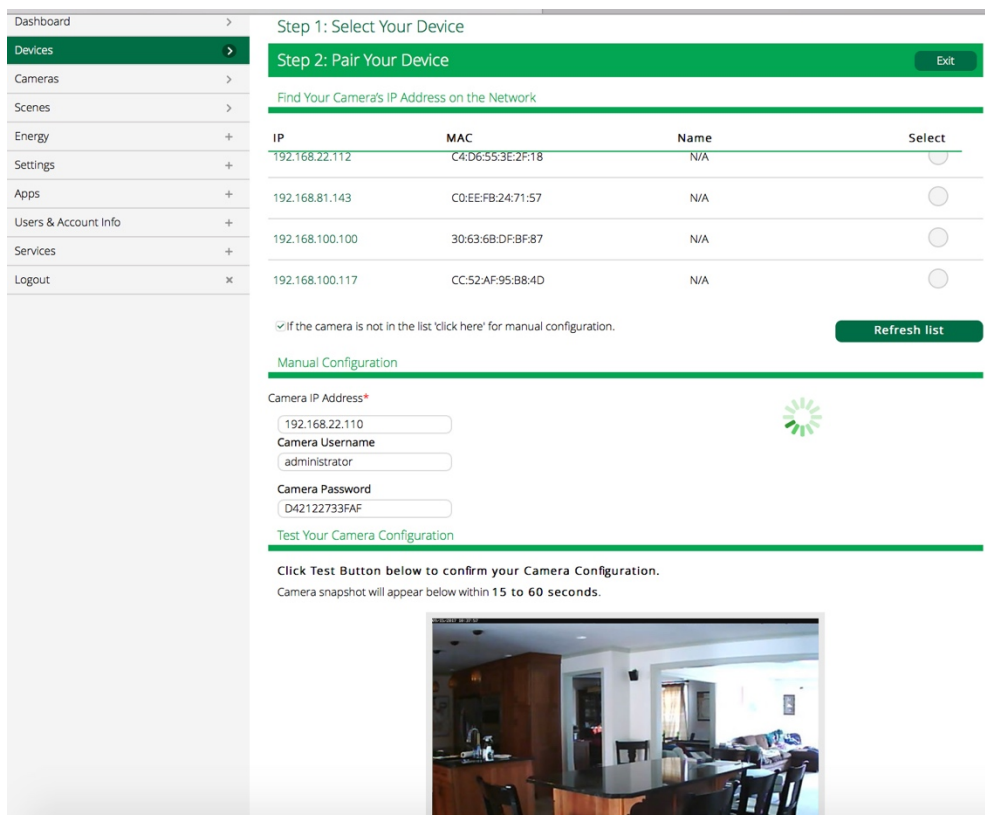 Dashboard
Step 1: Select Your Device
Devices
Step 2: Pair Your Device
Exit
Cameras
Scenes
Energy
Settings
Apps
Users & Account Info
Services
Logout
Find Your Camera's IP Address on the Network
IP MAC Name Select
192.168.22.112 C4:D6:55:3E:2F:18 N/A
192.168.81.143 C0:EE:FB:24:71:57 N/A
192.168.100.100 30:63:6B:DF:BF:87 N/A
192.168.100.117 CC:52:AF:95:B8:4D N/A
If the camera is not in the list 'click here' for manual configuration.
Refresh list
Manual Configuration
Camera IP Address*
192.168.22.110
Camera Username
administrator
Camera Password
D42122733FAF
Test Your Camera Configuration
Click Test Button below to confirm your Camera Configuration.
Camera snapshot will appear below within 15 to 60 seconds.